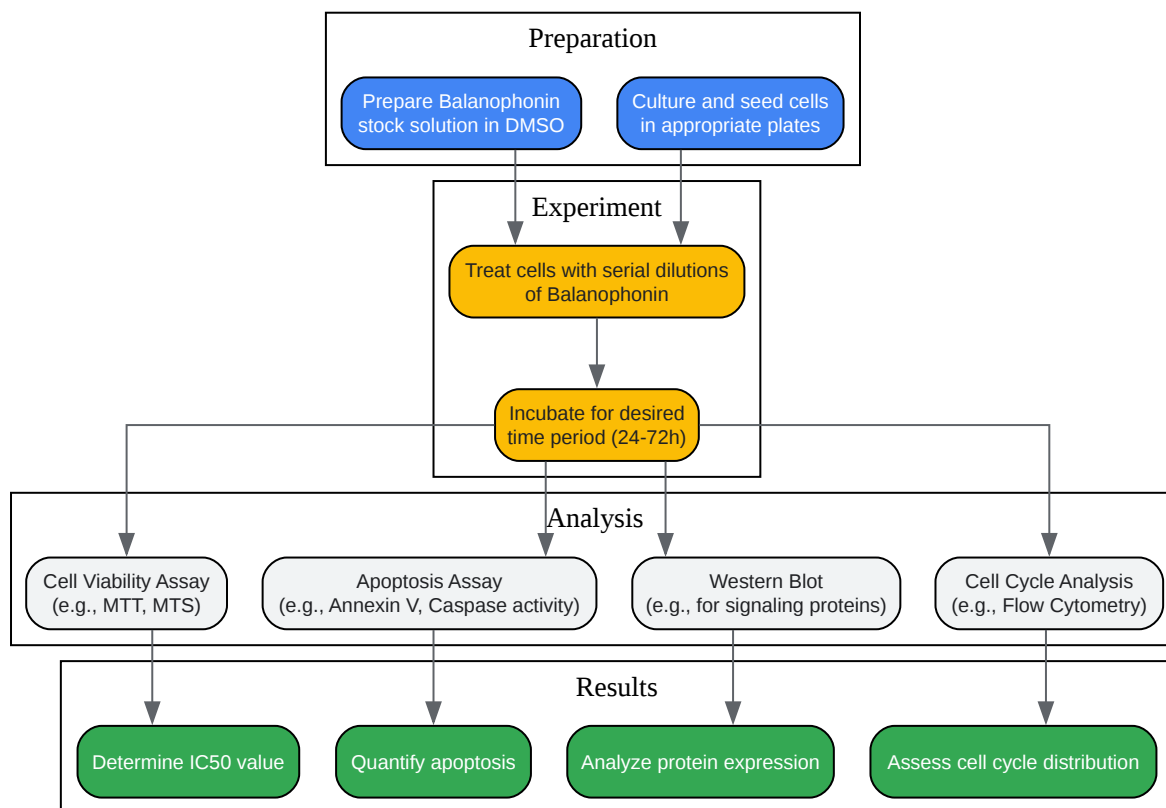 Preparation
Prepare Balanophonin
stock solution in DMSO
Culture and seed cells
in appropriate plates
Experiment
Treat cells with serial dilutions
of Balanophonin
Incubate for desired
time period (24-72h)
Analysis
Cell Viability Assay
(e.g., MTT, MTS)
Apoptosis Assay
(e.g., Annexin V, Caspase activity)
Western Blot
(e.g., for signaling proteins)
Cell Cycle Analysis
(e.g., Flow Cytometry)
Results
Determine IC50 value
Quantify apoptosis
Analyze protein expression
Assess cell cycle distribution